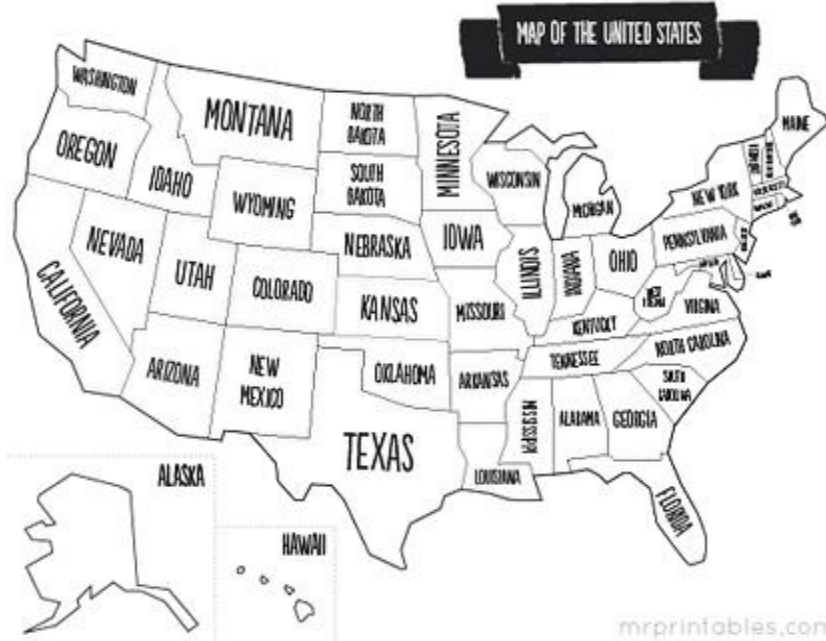 MAP OF THE UNITED STATES
WASHINGTON
MONTANA
NORTH
DAKOTA
MINNESOTA
MAINE
OREGON
IDAHO
SOUTH
DAKOTA
WISCONSIN
WYOMING
MICHIGAN
NEW YORK
NEVADA
NEBRASKA
IOWA
PENNSYLVANIA
CALIFORNIA
UTAH
COLORADO
ILLINOIS
INDIANA
OHIO
KANSAS
MISSOURI
WEST
VIRGINIA
VIRGINIA
KENTUCKY
ARIZONA
NEW
MEXICO
OKLAHOMA
ARKANSAS
TENNESSEE
NORTH CAROLINA
SOUTH
CAROLINA
TEXAS
MISSISSIPPI
ALABAMA
GEORGIA
LOUISIANA
FLORIDA
ALASKA
HAWAII
mrprintables.com